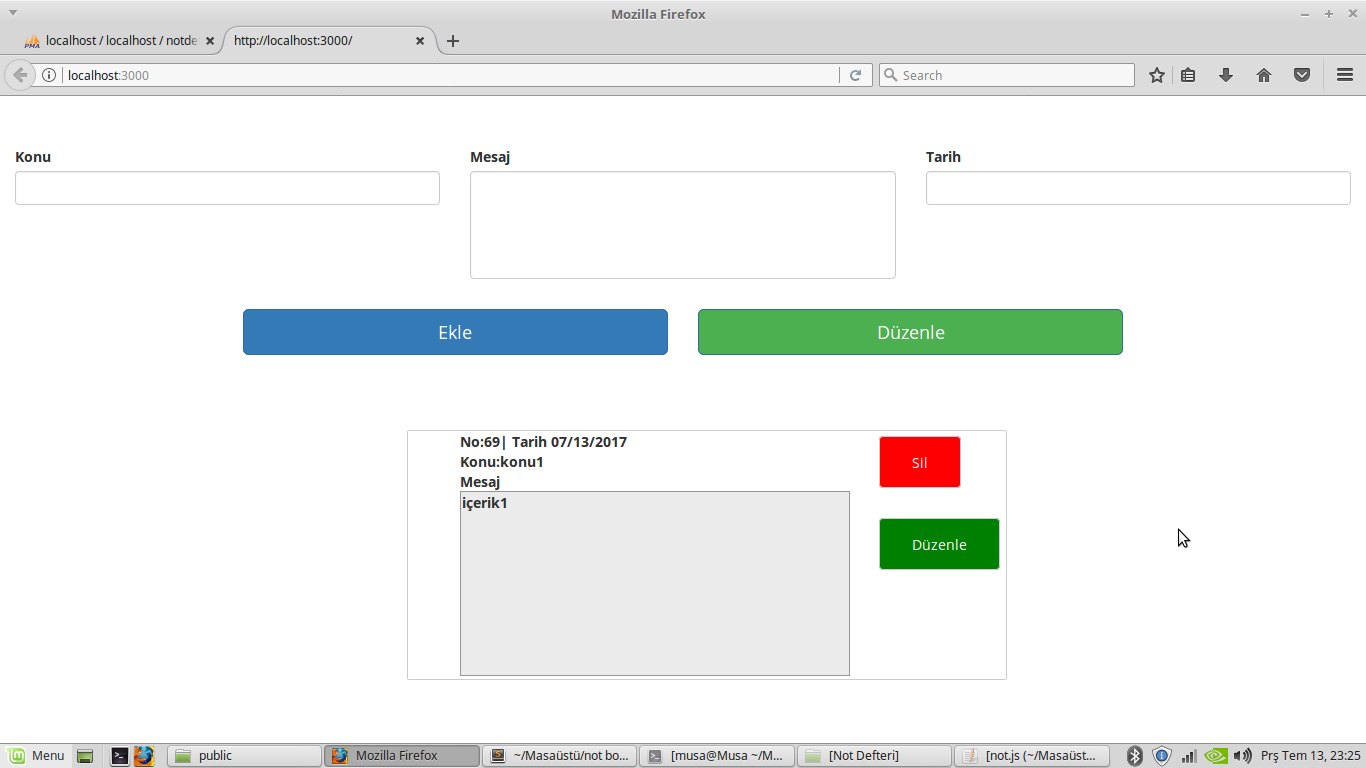 Mozilla Firefox
localhost / localhost / notde
http://localhost:3000/
localhost:3000
Search
Konu
Mesaj
Tarih
Ekle
Düzenle
No:69| Tarih 07/13/2017
Sil
Konu:konu1
Mesaj
içerik1
Düzenle
Menu
public
Mozilla Firefox
~/Masaüstü/not bo...
[musa@Musa ~/M...
[Not Defteri]
[not.js (~/Masaüst...
Prş Tem 13, 23:25